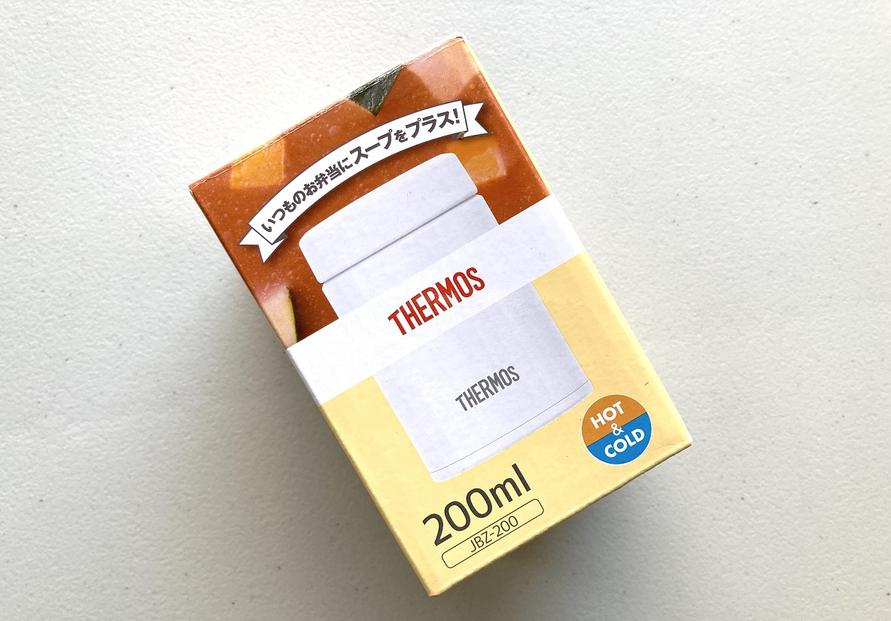 いつものお弁当にスープをプラス!
THERMOS
THERMOS
HOT
&
COLD
200ml
JBZ-200